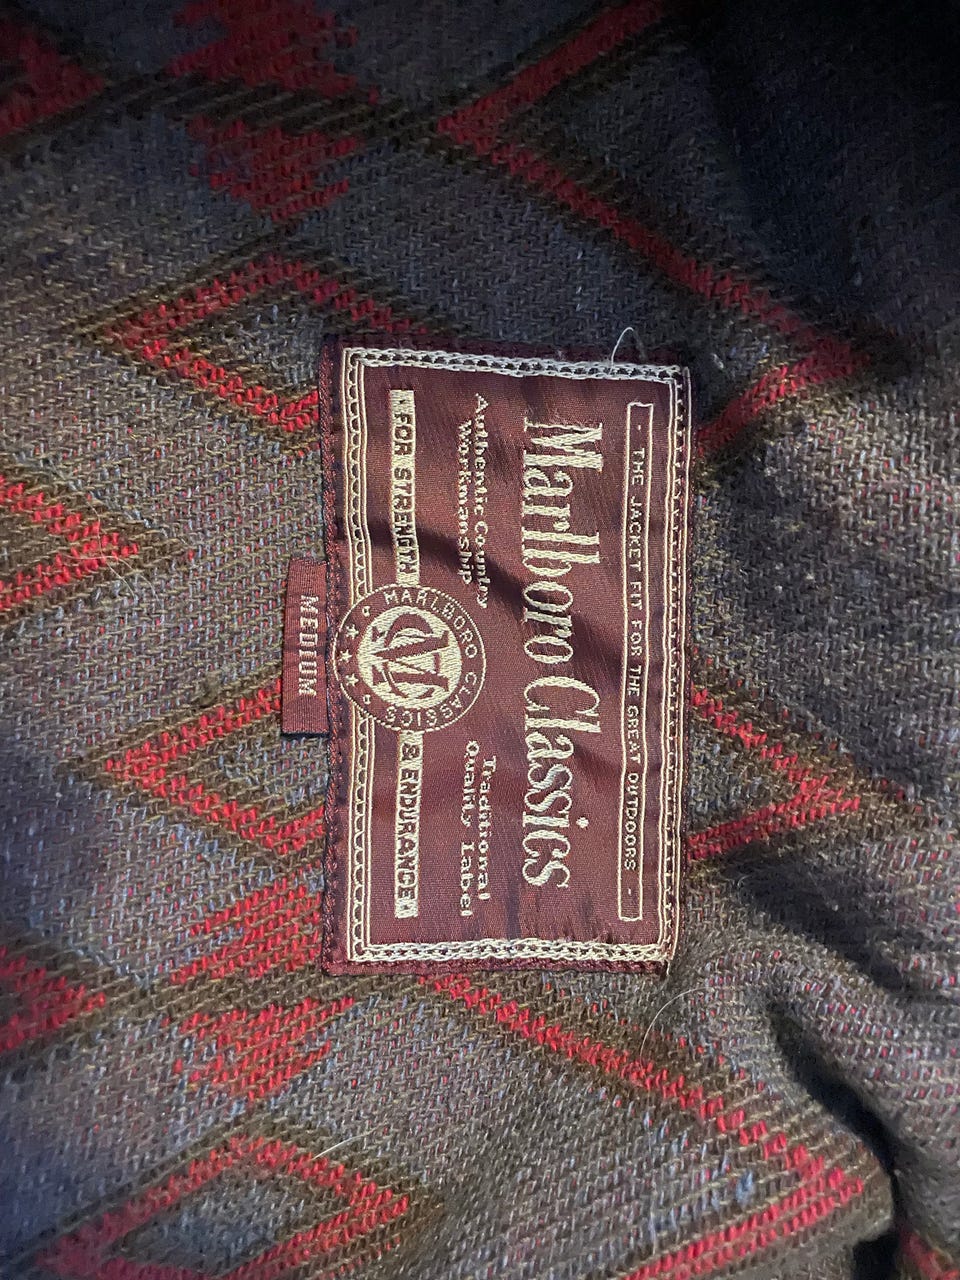 - THE JACKET FIT FOR THE GREAT OUTDOORS -
Marlboro Classics
Authentic Country
Workmanship
Traditional
Quality Label
FOR STRENGTH
& ENDURANCE
MARLBORO CLASSICS
MC
MEDIUM